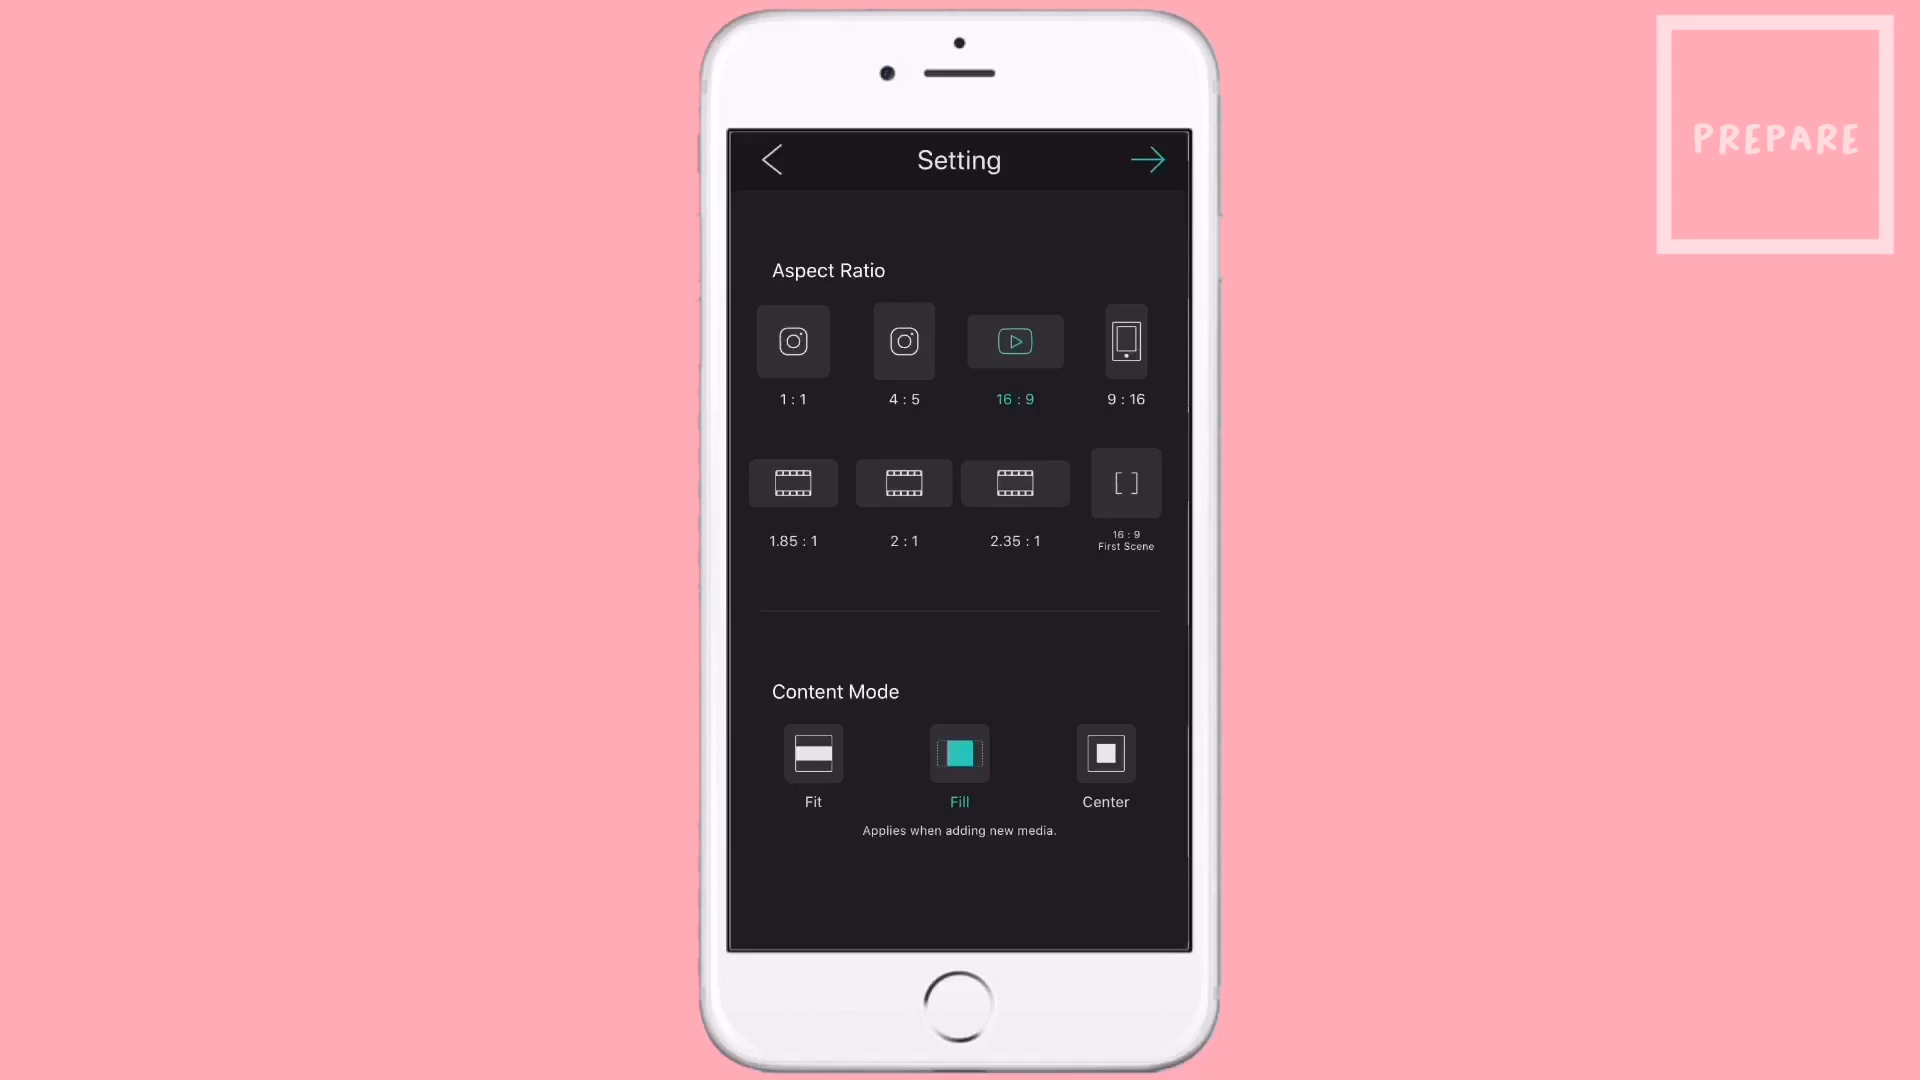 PREPARE
Setting
Aspect Ratio
1 : 1
4 : 5
16 : 9
9 : 16
1.85 : 1
2 : 1
2.35 : 1
16 : 9
First Scene
Content Mode
Fit
Fill
Center
Applies when adding new media.